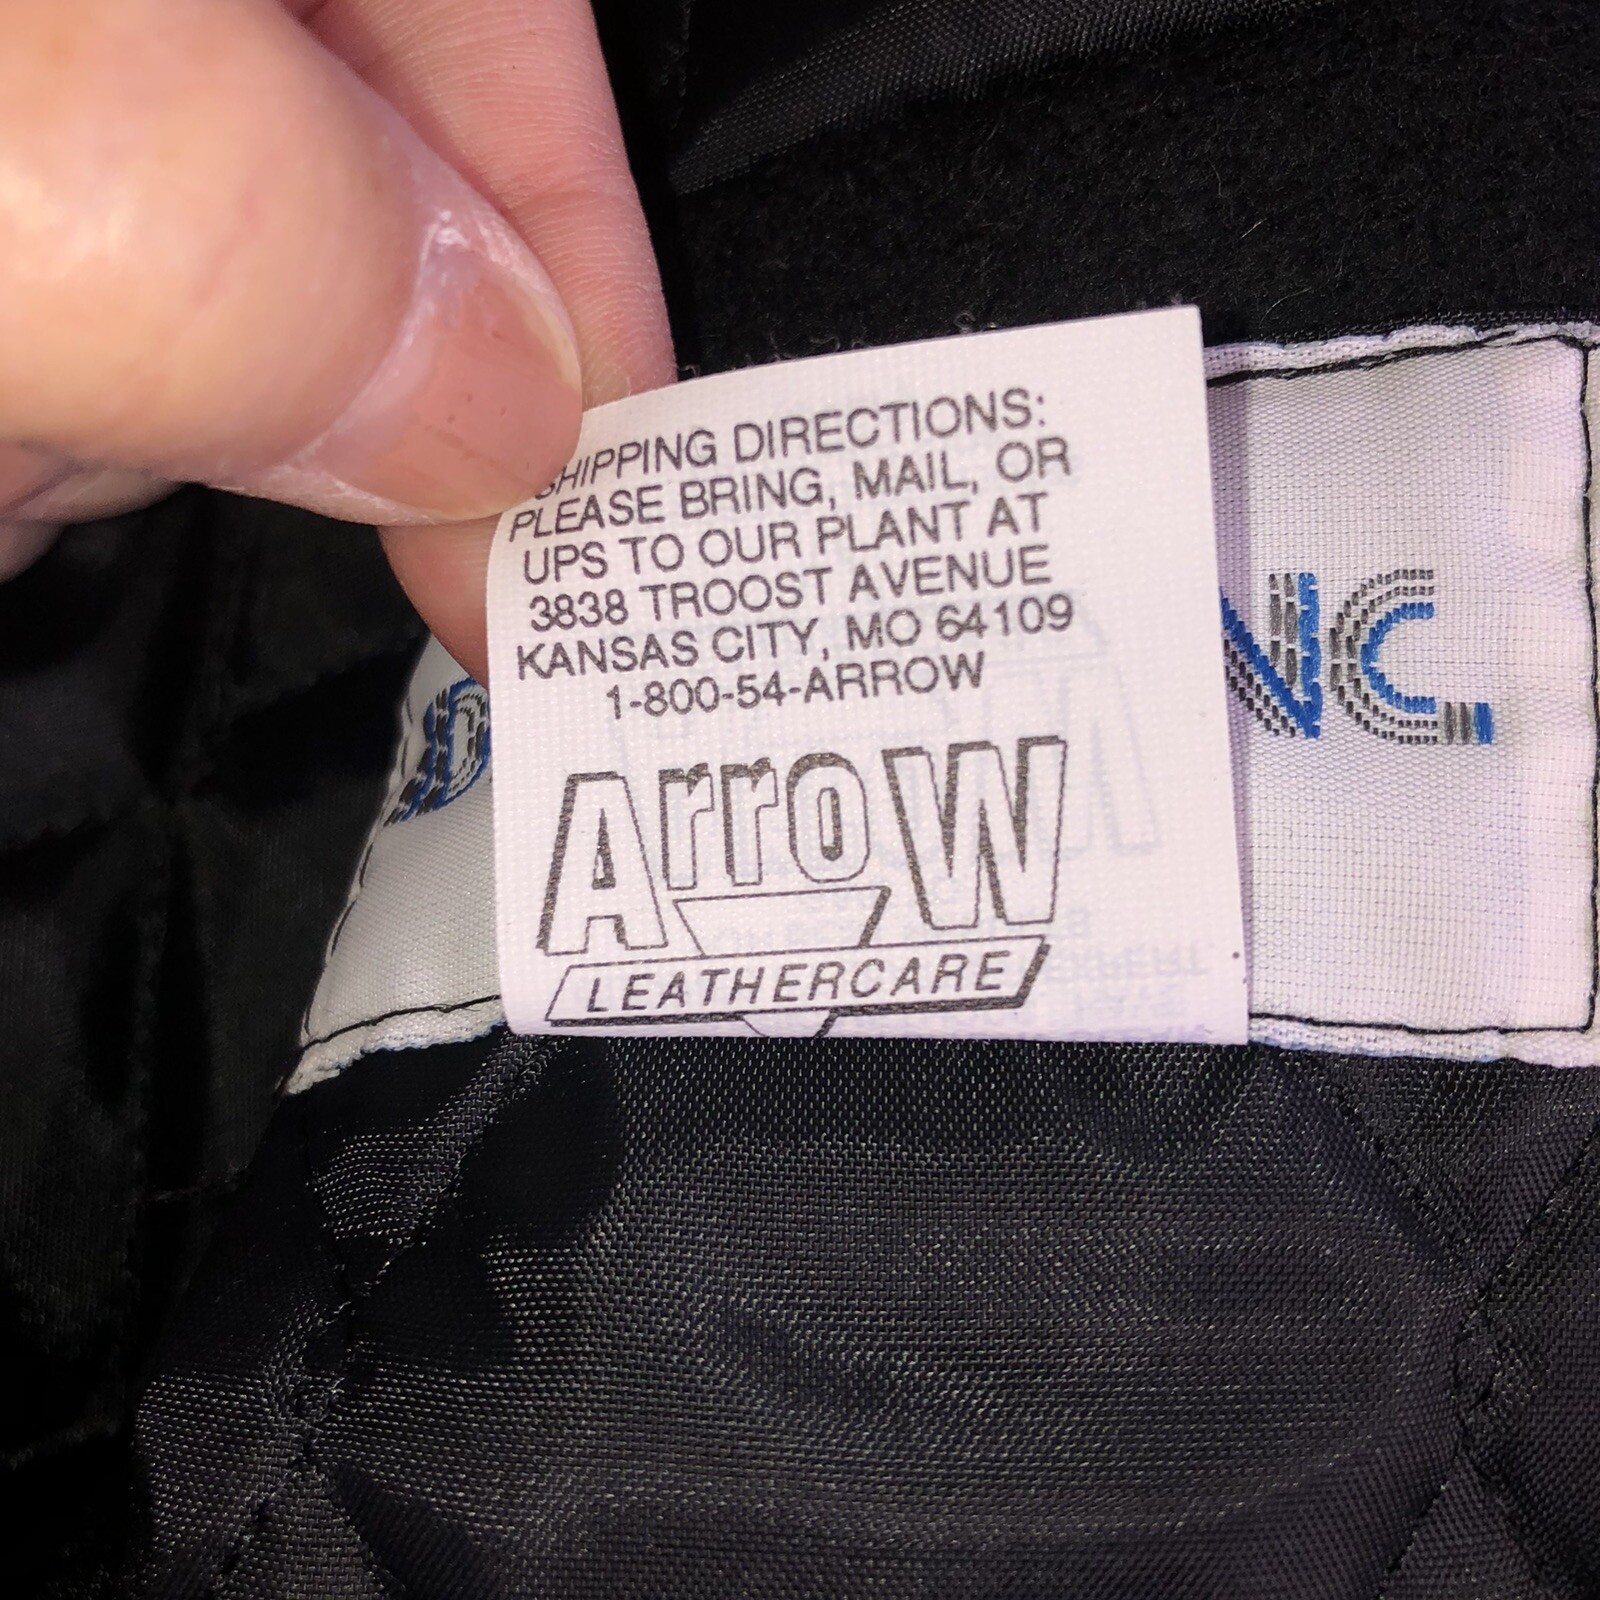 SHIPPING DIRECTIONS:
PLEASE BRING, MAIL, OR
UPS TO OUR PLANT AT
3838 TROOST AVENUE
KANSAS CITY, MO 64109
1-800-54-ARROW
ArroW
LEATHERCARE
NC.